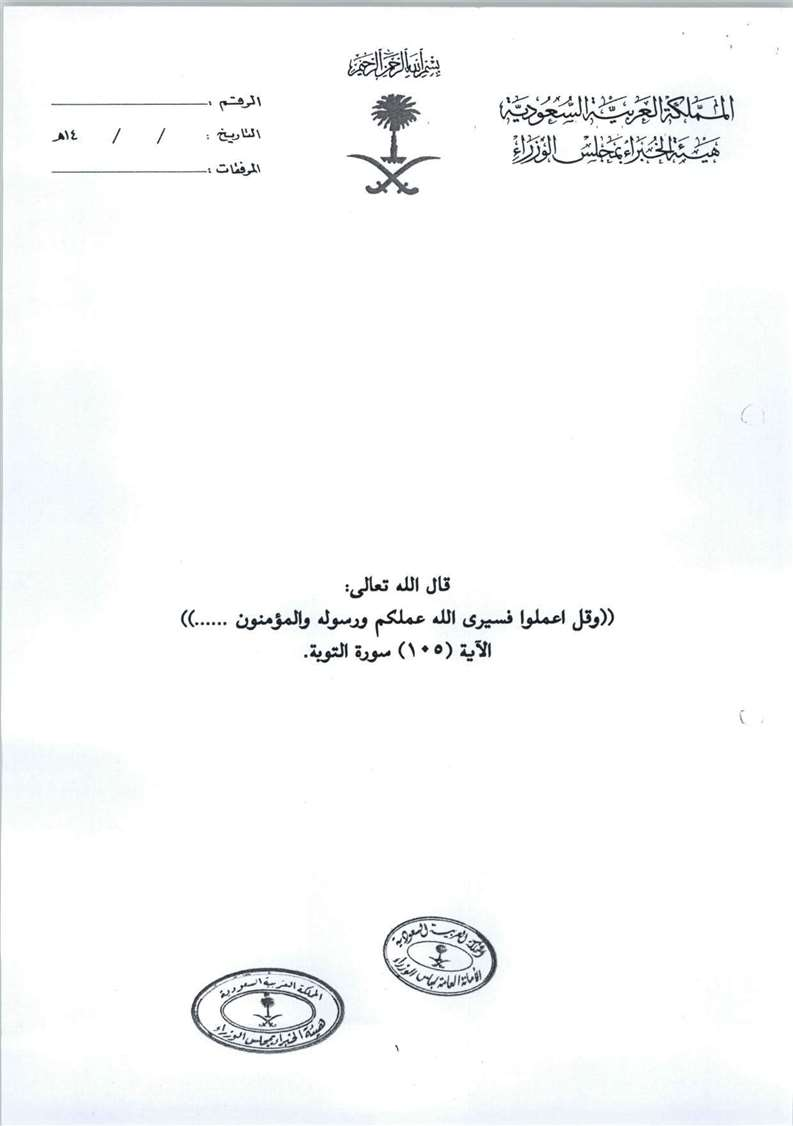 بسم الله الرحمن الرحيم
المملكة العربية السعودية
هيئة الخبراء بمجلس الوزراء
الرقم :
التاريخ : / / ١٤هـ
المرفقات :
قال الله تعالى:
((وقل اعملوا فسيرى الله عملكم ورسوله والمؤمنون ......))
الآية (١٠٥) سورة التوبة.
المملكة العربية السعودية
الأمانة العامة لمجلس الوزراء
المملكة العربية السعودية
هيئة الخبراء بمجلس الوزراء
١